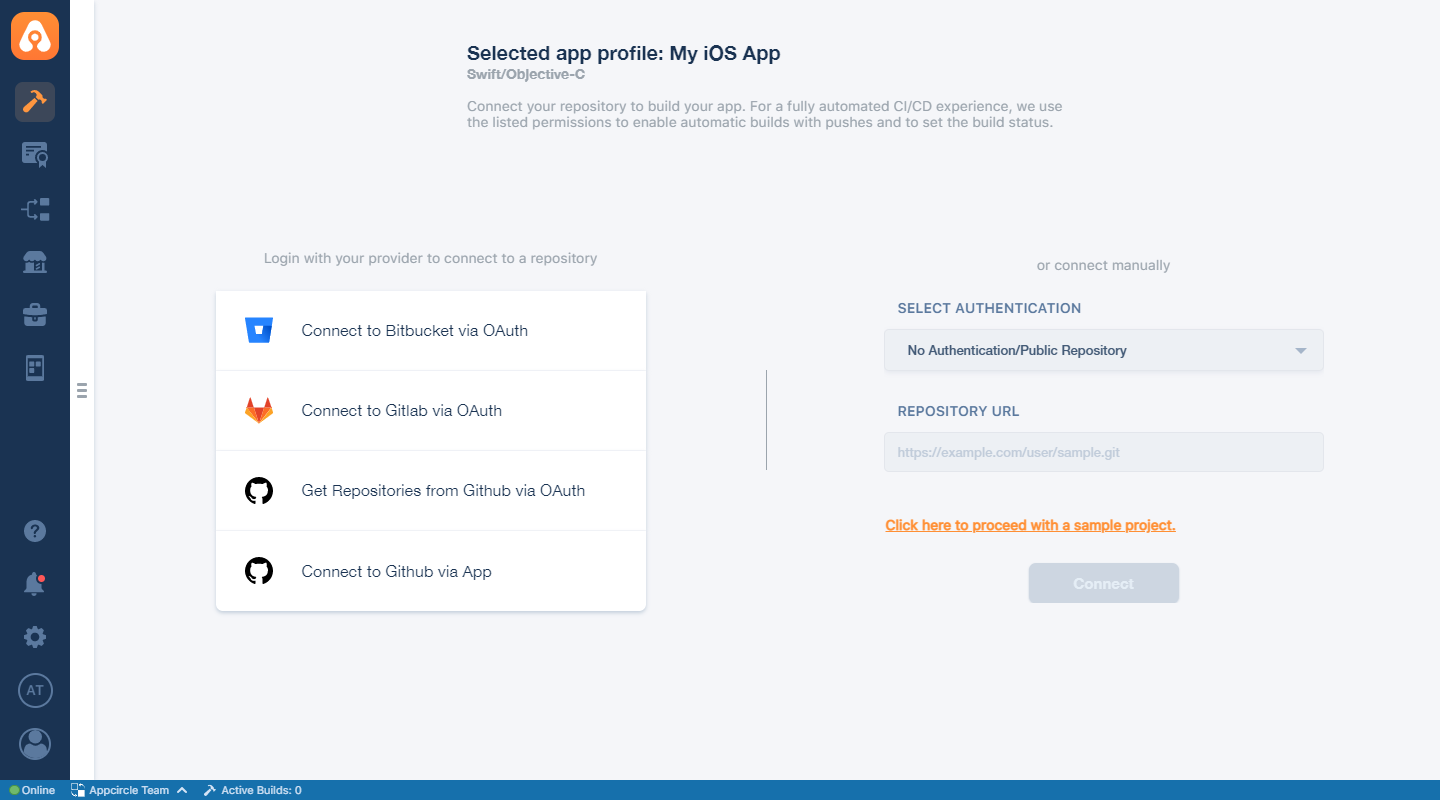 Selected app profile: My iOS App
Swift/Objective-C
Connect your repository to build your app. For a fully automated CI/CD experience, we use
the listed permissions to enable automatic builds with pushes and to set the build status.
Login with your provider to connect to a repository
Connect to Bitbucket via OAuth
Connect to Gitlab via OAuth
Get Repositories from Github via OAuth
Connect to Github via App
or connect manually
SELECT AUTHENTICATION
No Authentication/Public Repository
REPOSITORY URL
https://example.com/user/sample.git
Click here to proceed with a sample project.
Connect
?
AT
Online
Appcircle Team
Active Builds: 0